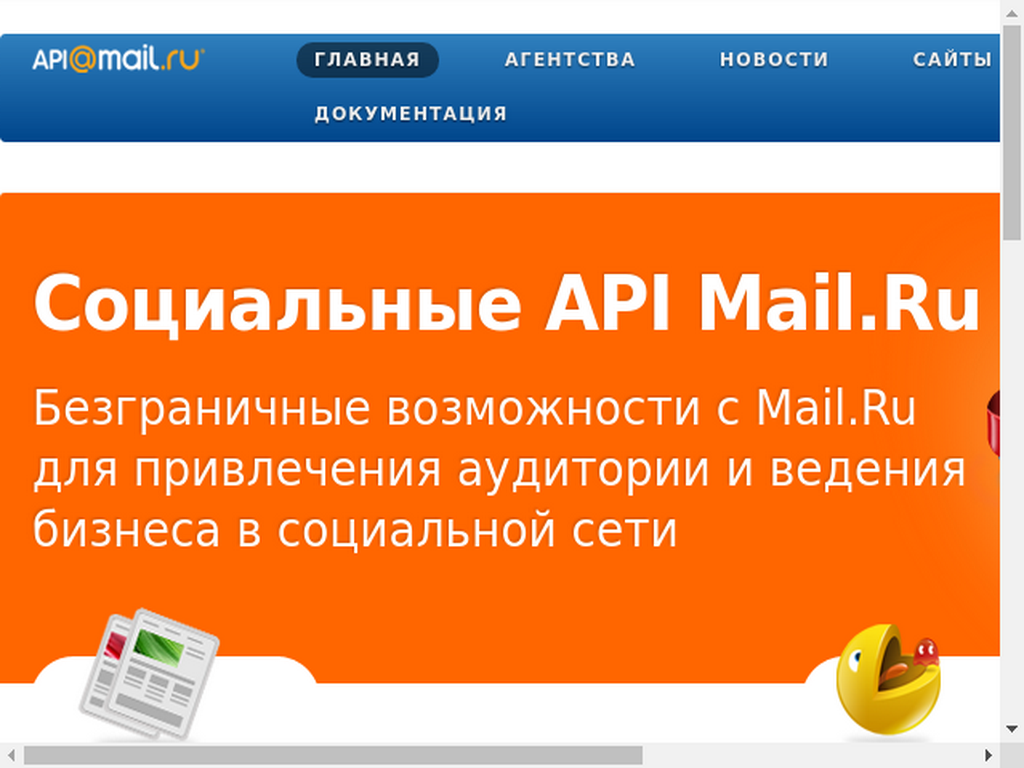 API@mail.ru
ГЛАВНАЯ АГЕНТСТВА НОВОСТИ САЙТЫ
ДОКУМЕНТАЦИЯ
Социальные API Mail.Ru
Безграничные возможности с Mail.Ru
для привлечения аудитории и ведения
бизнеса в социальной сети